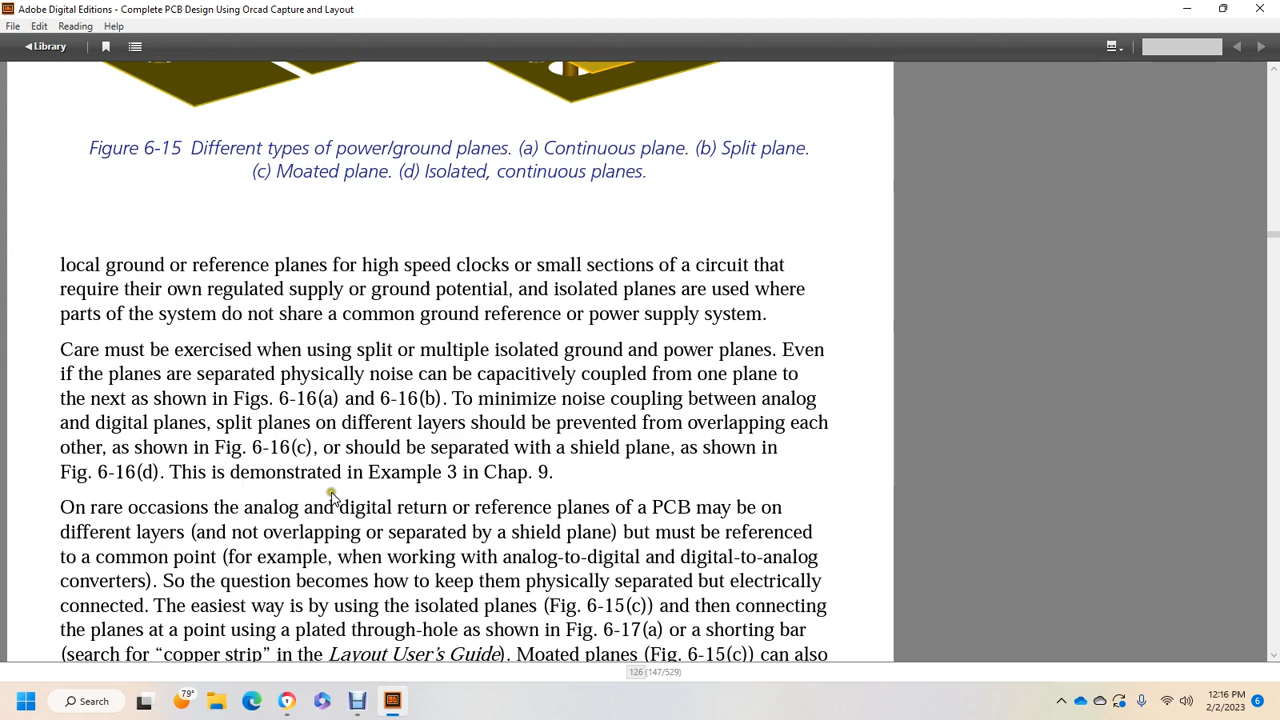 Adobe Digital Editions - Complete PCB Design Using Orcad Capture and Layout
File Edit Reading Help
Library
Figure 6-15 Different types of power/ground planes. (a) Continuous plane. (b) Split plane.
(c) Moated plane. (d) Isolated, continuous planes.
local ground or reference planes for high speed clocks or small sections of a circuit that
require their own regulated supply or ground potential, and isolated planes are used where
parts of the system do not share a common ground reference or power supply system.
Care must be exercised when using split or multiple isolated ground and power planes. Even
if the planes are separated physically noise can be capacitively coupled from one plane to
the next as shown in Figs. 6-16(a) and 6-16(b). To minimize noise coupling between analog
and digital planes, split planes on different layers should be prevented from overlapping each
other, as shown in Fig. 6-16(c), or should be separated with a shield plane, as shown in
Fig. 6-16(d). This is demonstrated in Example 3 in Chap. 9.
On rare occasions the analog and digital return or reference planes of a PCB may be on
different layers (and not overlapping or separated by a shield plane) but must be referenced
to a common point (for example, when working with analog-to-digital and digital-to-analog
converters). So the question becomes how to keep them physically separated but electrically
connected. The easiest way is by using the isolated planes (Fig. 6-15(c)) and then connecting
the planes at a point using a plated through-hole as shown in Fig. 6-17(a) or a shorting bar
(search for “copper strip” in the Layout User’s Guide). Moated planes (Fig. 6-15(c)) can also
126 (147/529)
Search
79°
12:16 PM
2/2/2023
6